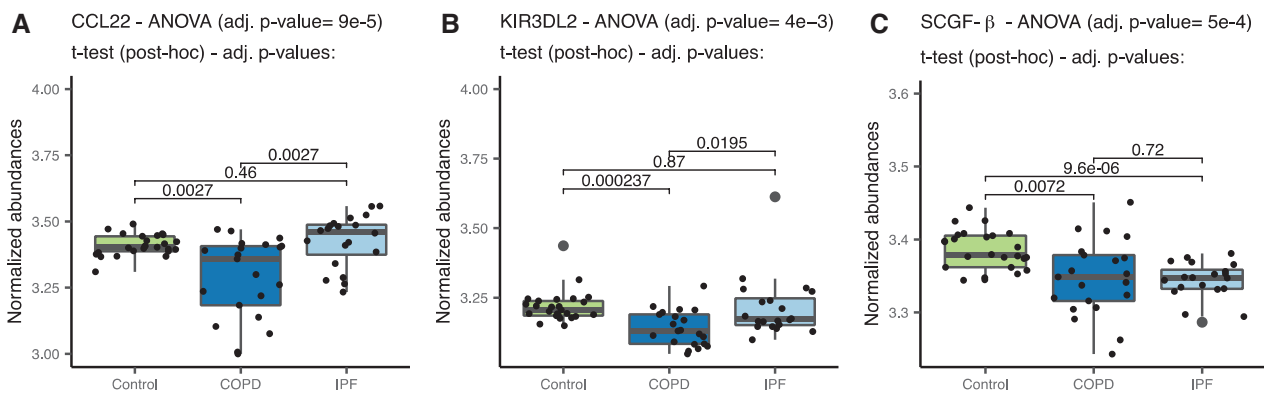 A CCL22 - ANOVA (adj. p-value= 9e-5)
t-test (post-hoc) - adj. p-values:
Normalized abundances
4.00
3.75
3.50
3.25
3.00
0.0027
0.46
0.0027
Control COPD IPF
B KIR3DL2 - ANOVA (adj. p-value= 4e-3)
t-test (post-hoc) - adj. p-values:
Normalized abundances
4.00
3.75
3.50
3.25
0.0195
0.87
0.000237
Control COPD IPF
C SCGF- β - ANOVA (adj. p-value= 5e-4)
t-test (post-hoc) - adj. p-values:
Normalized abundances
3.6
3.5
3.4
3.3
0.72
9.6e-06
0.0072
Control COPD IPF